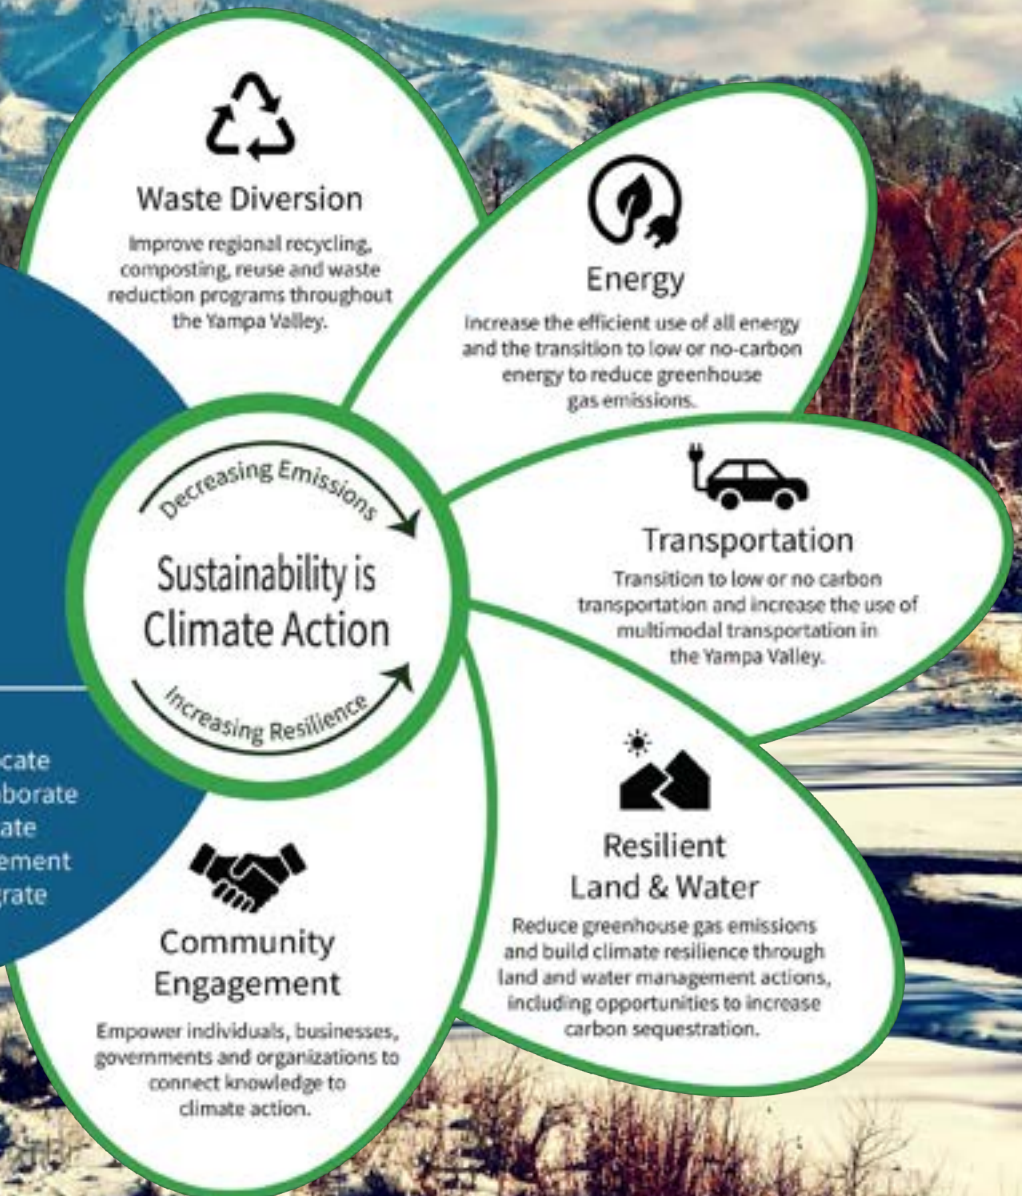 Waste Diversion
Improve regional recycling,
composting, reuse and waste
reduction programs throughout
the Yampa Valley.
Energy
Increase the efficient use of all energy
and the transition to low or no-carbon
energy to reduce greenhouse
gas emissions.
Transportation
Transition to low or no carbon
transportation and increase the use of
multimodal transportation in
the Yampa Valley.
Decreasing Emissions
Sustainability is
Climate Action
Increasing Resilience
cate
borate
ate
ement
grate
Resilient
Land & Water
Reduce greenhouse gas emissions
and build climate resilience through
land and water management actions,
including opportunities to increase
carbon sequestration.
Community
Engagement
Empower individuals, businesses,
governments and organizations to
connect knowledge to
climate action.